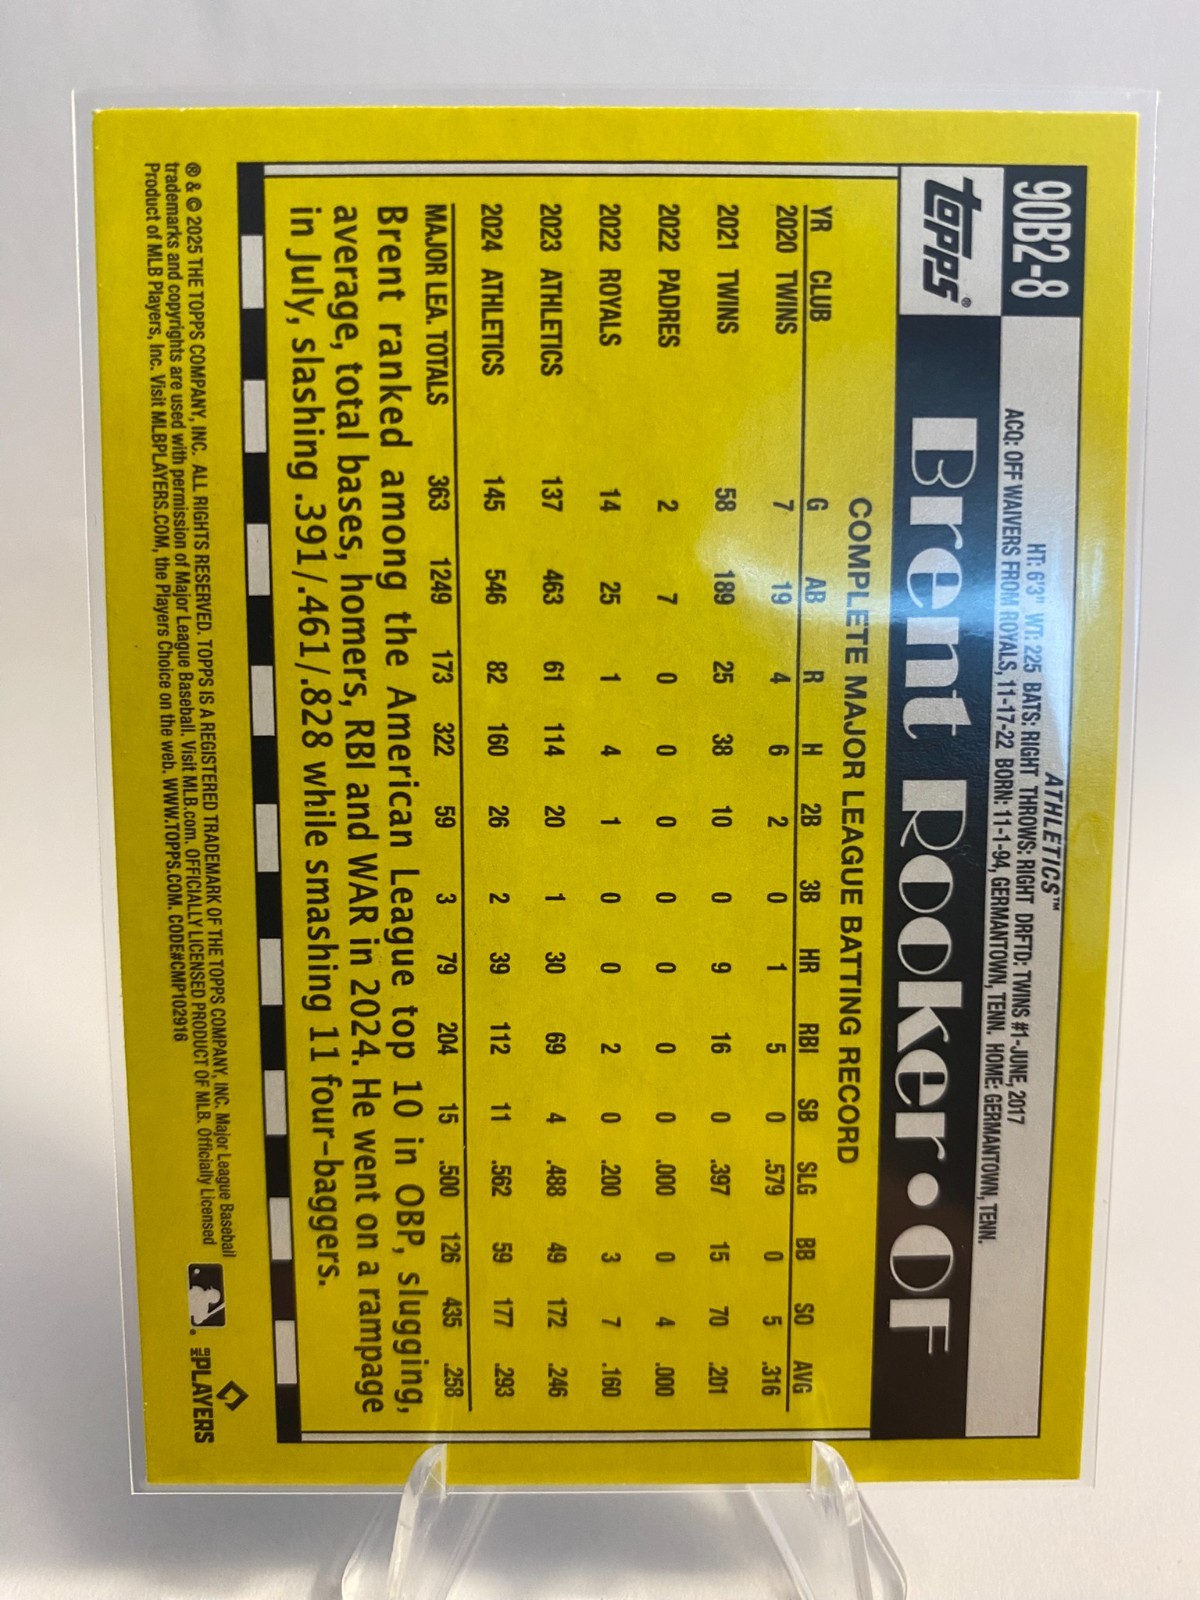 90B2-8
ATHLETICS™
HT: 6'3" WT: 225 BATS: RIGHT THROWS: RIGHT DRFTD: TWINS #1-JUNE, 2017
ACQ: OFF WAIVERS FROM ROYALS, 11-17-22 BORN: 11-1-94, GERMANTOWN, TENN. HOME: GERMANTOWN, TENN.
topps®
Brent Rooker•OF
COMPLETE MAJOR LEAGUE BATTING RECORD
YR CLUB G AB R H 2B 3B HR RBI SB SLG BB SO AVG
2020 TWINS 7 19 4 6 2 0 1 5 0 .579 0 5 .316
2021 TWINS 58 189 25 38 10 0 9 16 0 .397 15 70 .201
2022 PADRES 2 7 0 0 0 0 0 0 0 .000 0 4 .000
2022 ROYALS 14 25 1 4 1 0 0 2 0 .200 3 7 .160
2023 ATHLETICS 137 463 61 114 20 1 30 69 4 .488 49 172 .246
2024 ATHLETICS 145 546 82 160 26 2 39 112 11 .562 59 177 .293
MAJOR LEA. TOTALS 363 1249 173 322 59 3 79 204 15 .500 126 435 .258
Brent ranked among the American League top 10 in OBP, slugging,
average, total bases, homers, RBI and WAR in 2024. He went on a rampage
in July, slashing .391/.461/.828 while smashing 11 four-baggers.
® & © 2025 THE TOPPS COMPANY, INC. ALL RIGHTS RESERVED. TOPPS IS A REGISTERED TRADEMARK OF THE TOPPS COMPANY, INC. Major League Baseball
trademarks and copyrights are used with permission of Major League Baseball. Visit MLB.com. OFFICIALLY LICENSED PRODUCT OF MLB. Officially Licensed
Product of MLB Players, Inc. Visit MLBPLAYERS.COM, the Players Choice on the web. WWW.TOPPS.COM. CODE#CMP102916
MLB PLAYERS